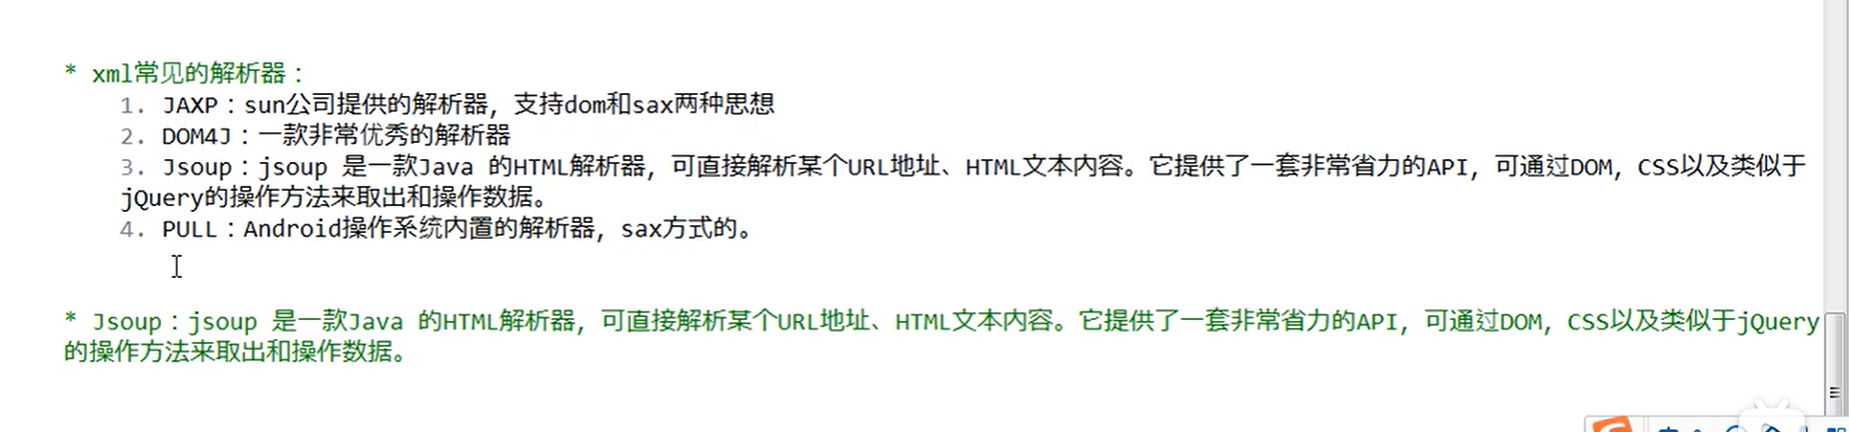 * xml常见的解析器：
1. JAXP：sun公司提供的解析器，支持dom和sax两种思想
2. DOM4J：一款非常优秀的解析器
3. Jsoup：jsoup 是一款Java 的HTML解析器，可直接解析某个URL地址、HTML文本内容。它提供了一套非常省力的API，可通过DOM，CSS以及类似于
jQuery的操作方法来取出和操作数据。
4. PULL：Android操作系统内置的解析器，sax方式的。
* Jsoup：jsoup 是一款Java 的HTML解析器，可直接解析某个URL地址、HTML文本内容。它提供了一套非常省力的API，可通过DOM，CSS以及类似于jQuery
的操作方法来取出和操作数据。